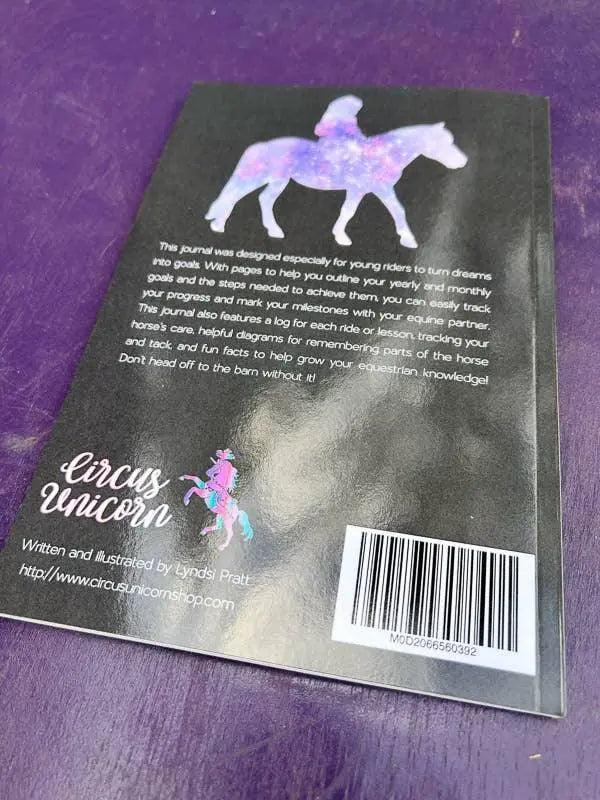 This journal was designed especially for young riders to turn dreams
into goals. With pages to help you outline your yearly and monthly
goals and the steps needed to achieve them, you can easily track
your progress and mark your milestones with your equine partner.
This journal also features a log for each ride or lesson, tracking your
horse's care, helpful diagrams for remembering parts of the horse
and tack, and fun facts to help grow your equestrian knowledge!
Don't head off to the barn without it!
Circus
Unicorn
Written and Illustrated by Lyndsi Pratt
http://www.circusunicornshop.com
M0D2066560392